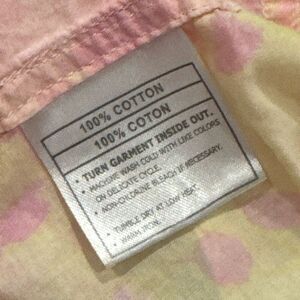 100% COTTON
100% COTON
• TURN GARMENT INSIDE OUT.
• MACHINE WASH COLD WITH LIKE COLORS
ON DELICATE CYCLE.
• NON-CHLORINE BLEACH IF NECESSARY.
• TUMBLE DRY AT LOW HEAT.
• WARM IRON.